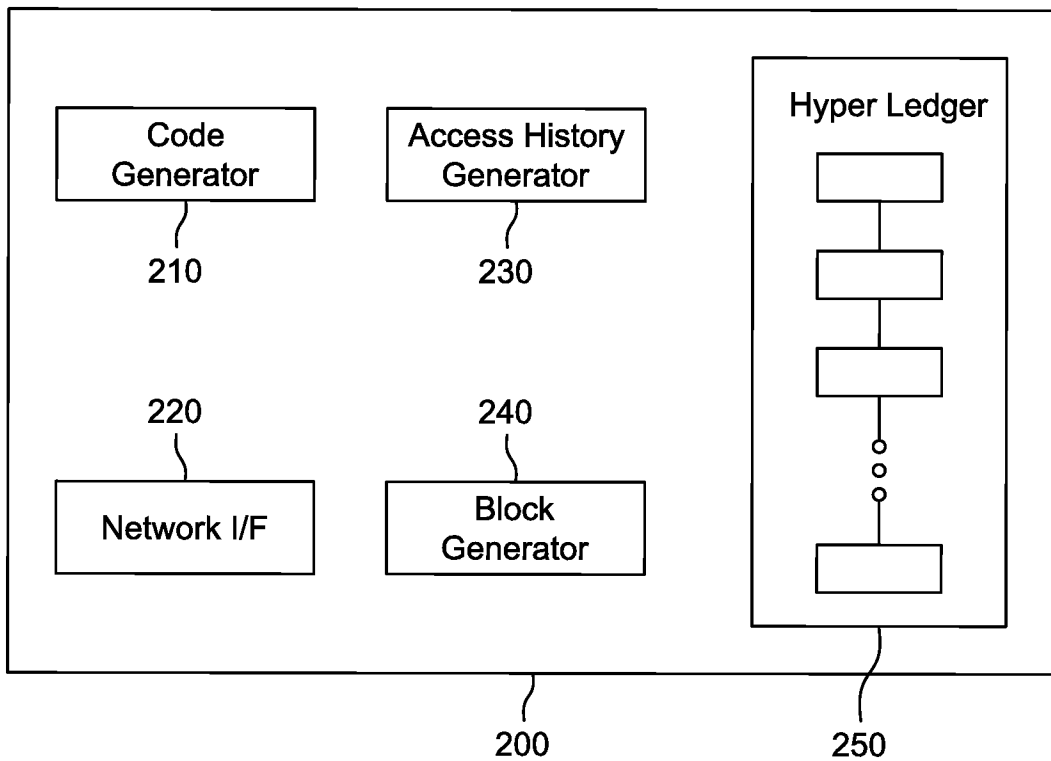 Code
Generator
210
Access History
Generator
230
Hyper Ledger
220
Network I/F
240
Block
Generator
200
250